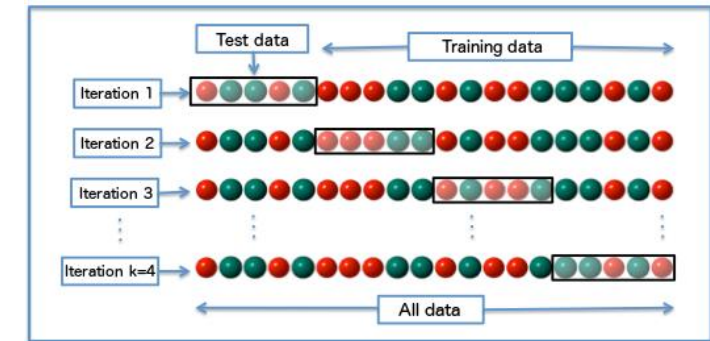 Test data
Training data
Iteration 1
Iteration 2
Iteration 3
Iteration k=4
All data